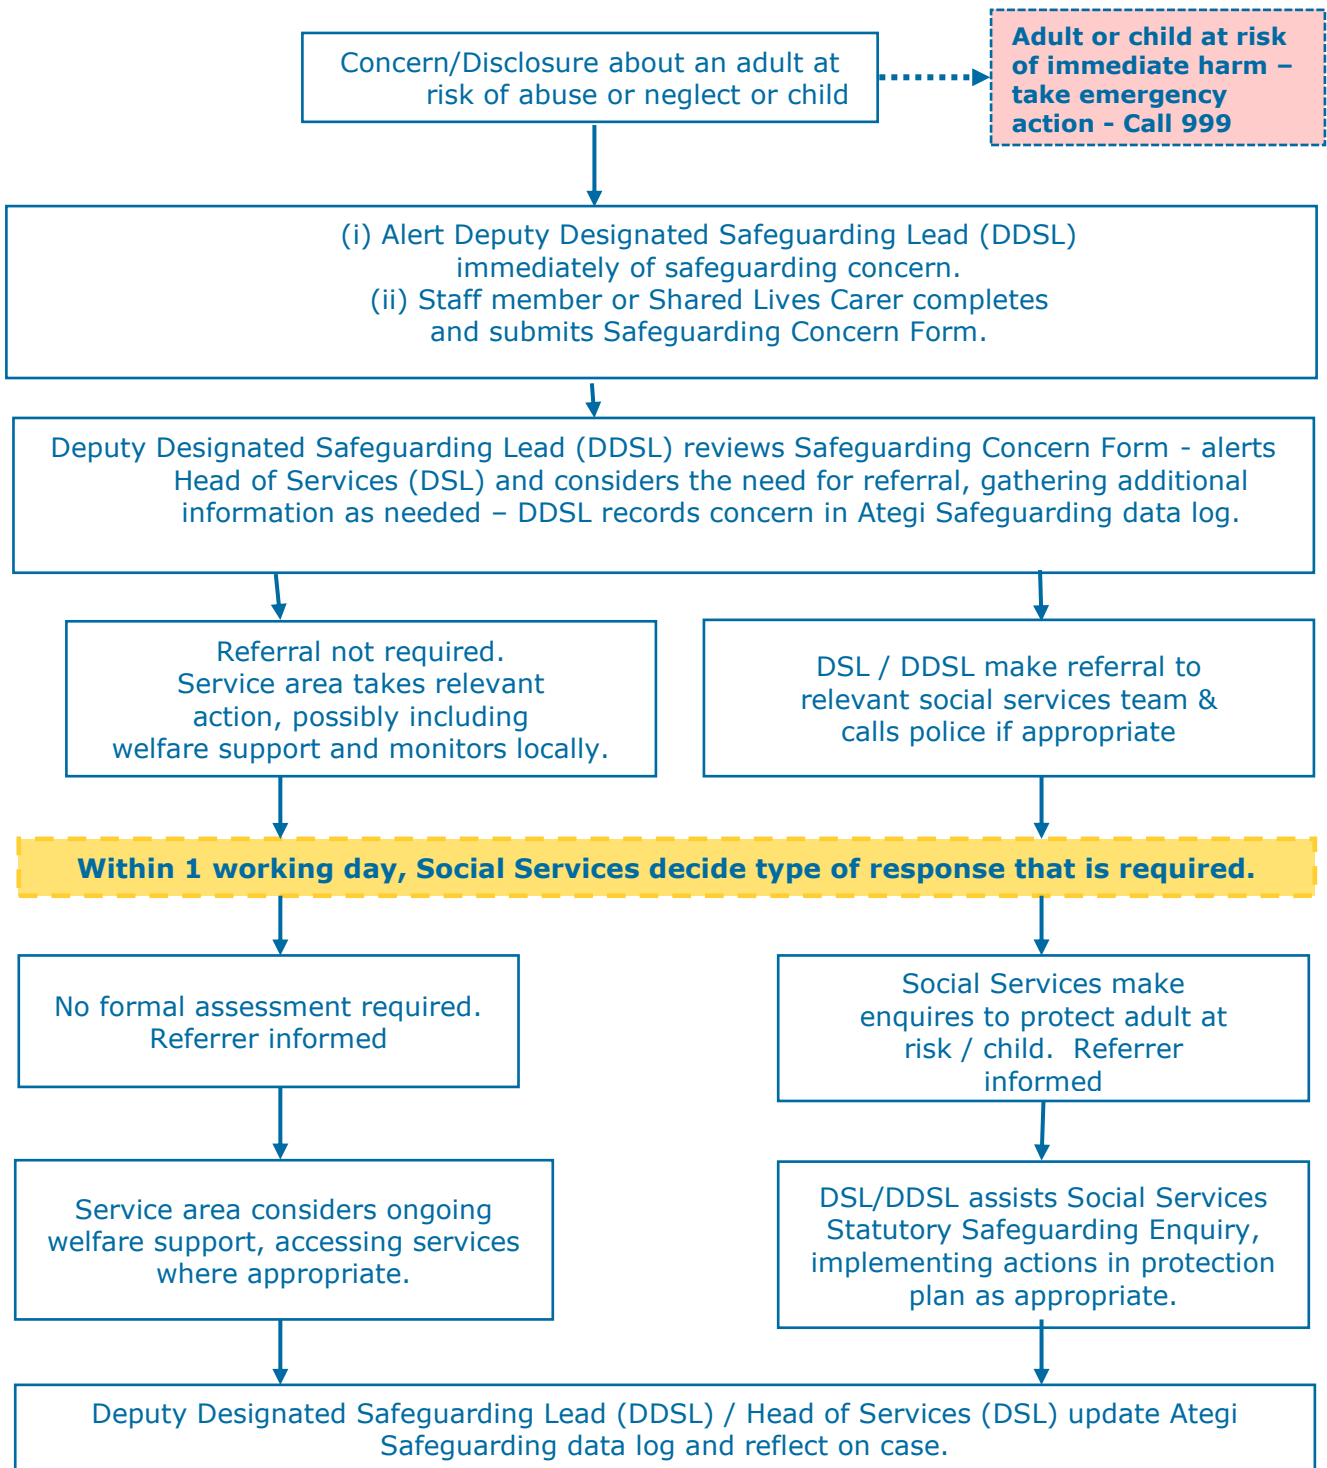 Concern/Disclosure about an adult at
risk of abuse or neglect or child
Adult or child at risk
of immediate harm –
take emergency
action - Call 999
(i) Alert Deputy Designated Safeguarding Lead (DDSL)
immediately of safeguarding concern.
(ii) Staff member or Shared Lives Carer completes
and submits Safeguarding Concern Form.
Deputy Designated Safeguarding Lead (DDSL) reviews Safeguarding Concern Form - alerts
Head of Services (DSL) and considers the need for referral, gathering additional
information as needed – DDSL records concern in Ategi Safeguarding data log.
Referral not required.
Service area takes relevant
action, possibly including
welfare support and monitors locally.
DSL / DDSL make referral to
relevant social services team &
calls police if appropriate
Within 1 working day, Social Services decide type of response that is required.
No formal assessment required.
Referrer informed
Social Services make
enquires to protect adult at
risk / child.  Referrer
informed
Service area considers ongoing
welfare support, accessing services
where appropriate.
DSL/DDSL assists Social Services
Statutory Safeguarding Enquiry,
implementing actions in protection
plan as appropriate.
Deputy Designated Safeguarding Lead (DDSL) / Head of Services (DSL) update Ategi
Safeguarding data log and reflect on case.